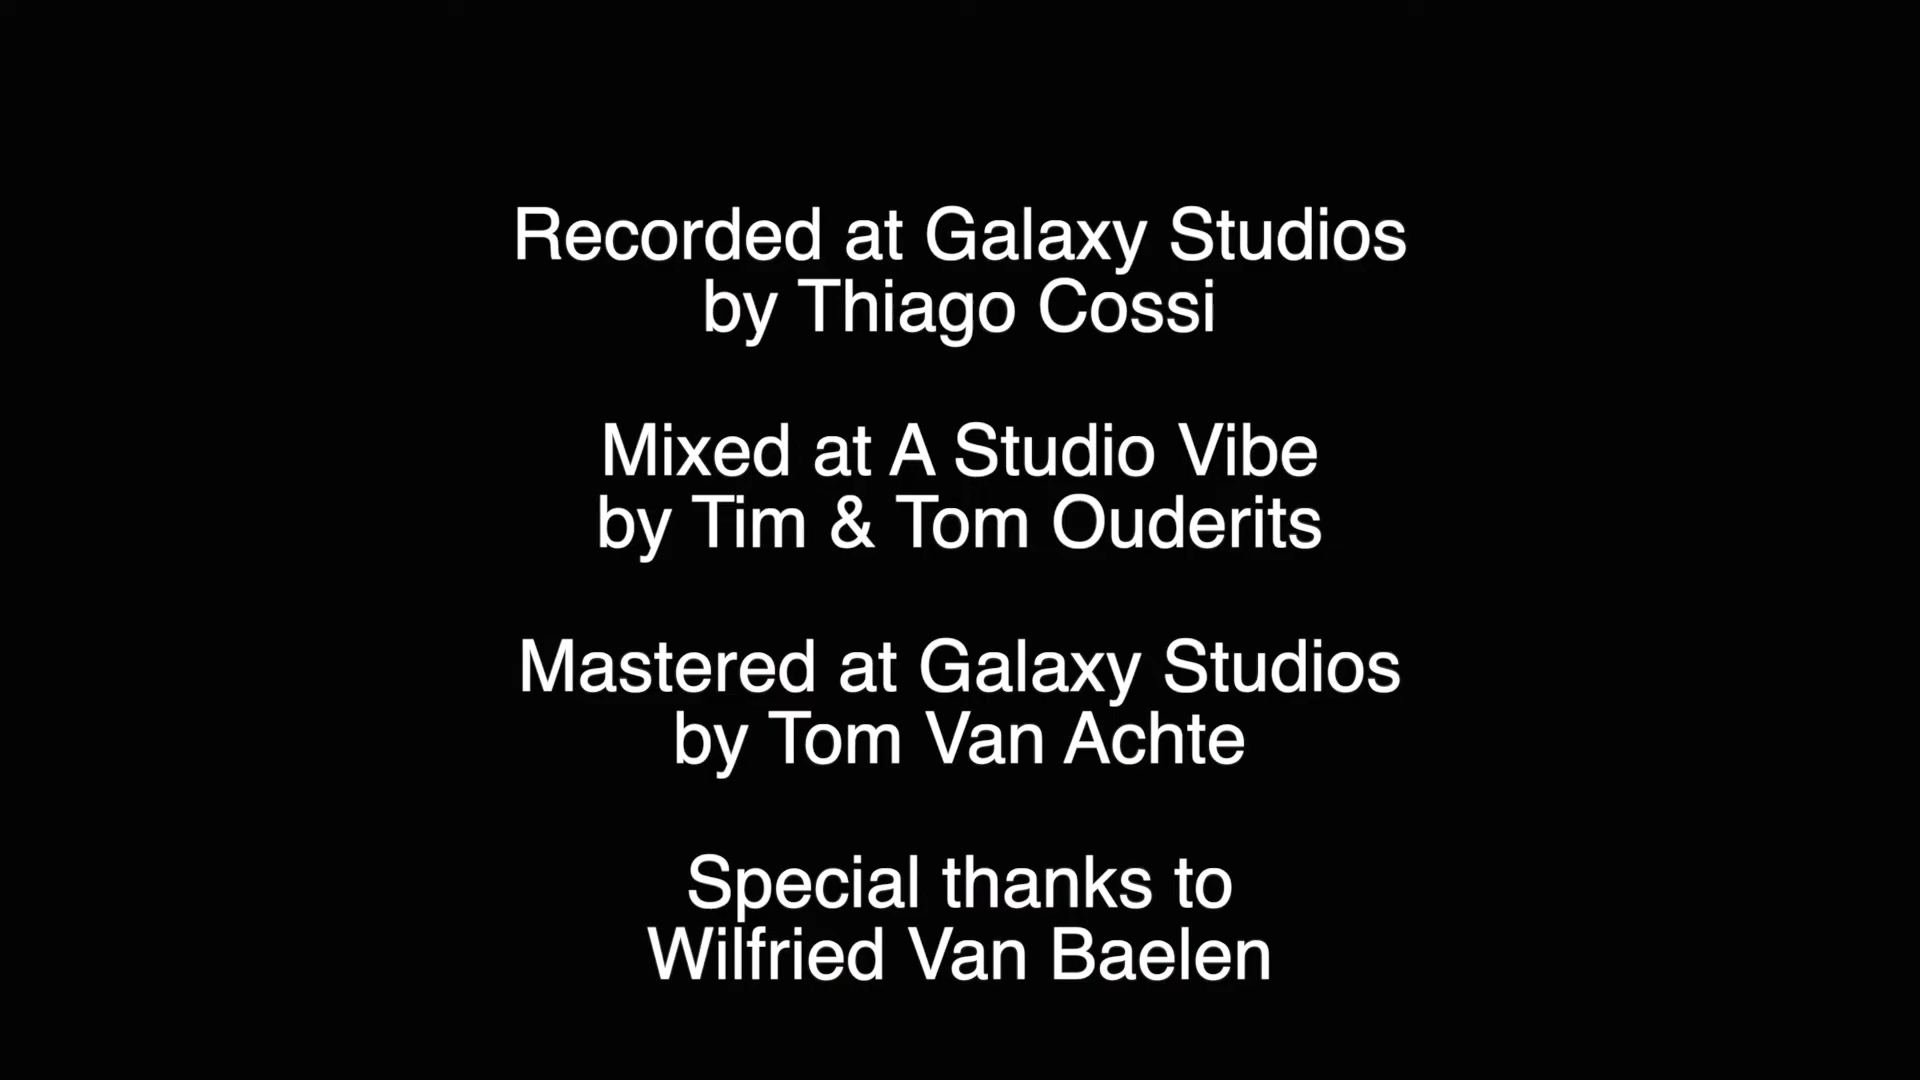 Recorded at Galaxy Studios
by Thiago Cossi
Mixed at A Studio Vibe
by Tim & Tom Ouderits
Mastered at Galaxy Studios
by Tom Van Achte
Special thanks to
Wilfried Van Baelen